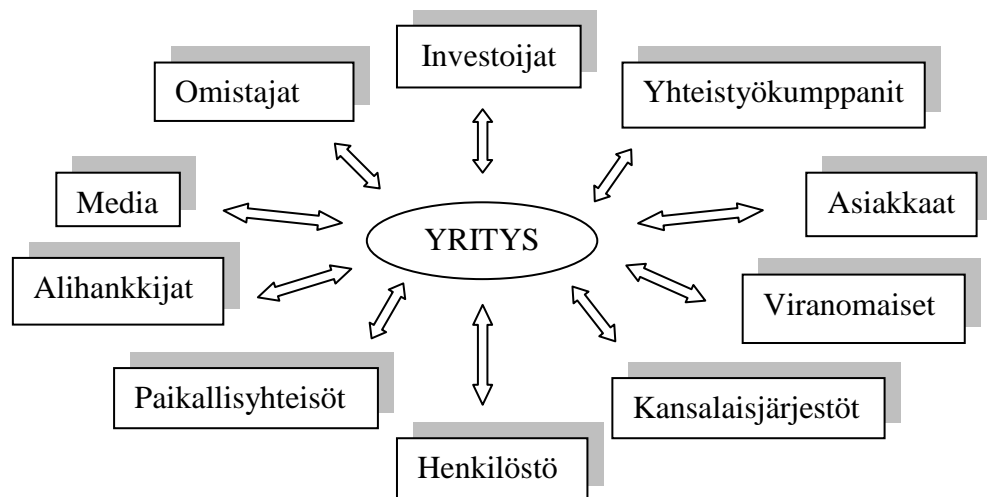 Investoijat
Omistajat
Yhteistyökumppanit
Media
Asiakkaat
YRITYS
Alihankkijat
Viranomaiset
Paikallisyhteisöt
Kansalaisjärjestöt
Henkilöstö